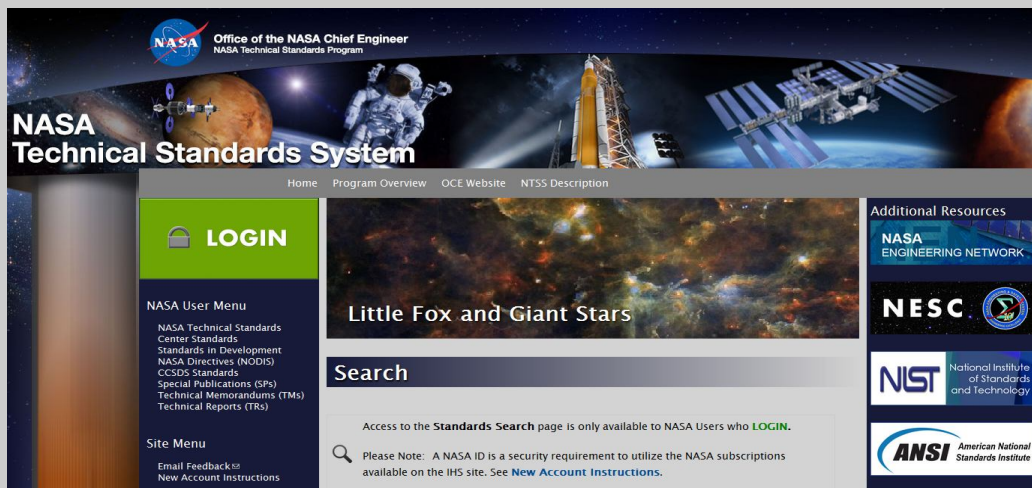 NASA
Office of the NASA Chief Engineer
NASA Technical Standards Program
NASA
Technical Standards System
Home Program Overview OCE Website NTSS Description
LOGIN
NASA User Menu
NASA Technical Standards
Center Standards
Standards in Development
NASA Directives (NODIS)
CCSDS Standards
Special Publications (SPs)
Technical Memorandums (TMs)
Technical Reports (TRs)
Site Menu
Email Feedback
New Account Instructions
Little Fox and Giant Stars
Search
Access to the Standards Search page is only available to NASA Users who LOGIN.
Please Note: A NASA ID is a security requirement to utilize the NASA subscriptions
available on the IHS site. See New Account Instructions.
Additional Resources
NASA
ENGINEERING NETWORK
NESC
NIST
National Institute
of Standards
and Technology
ANSI
American National
Standards Institute